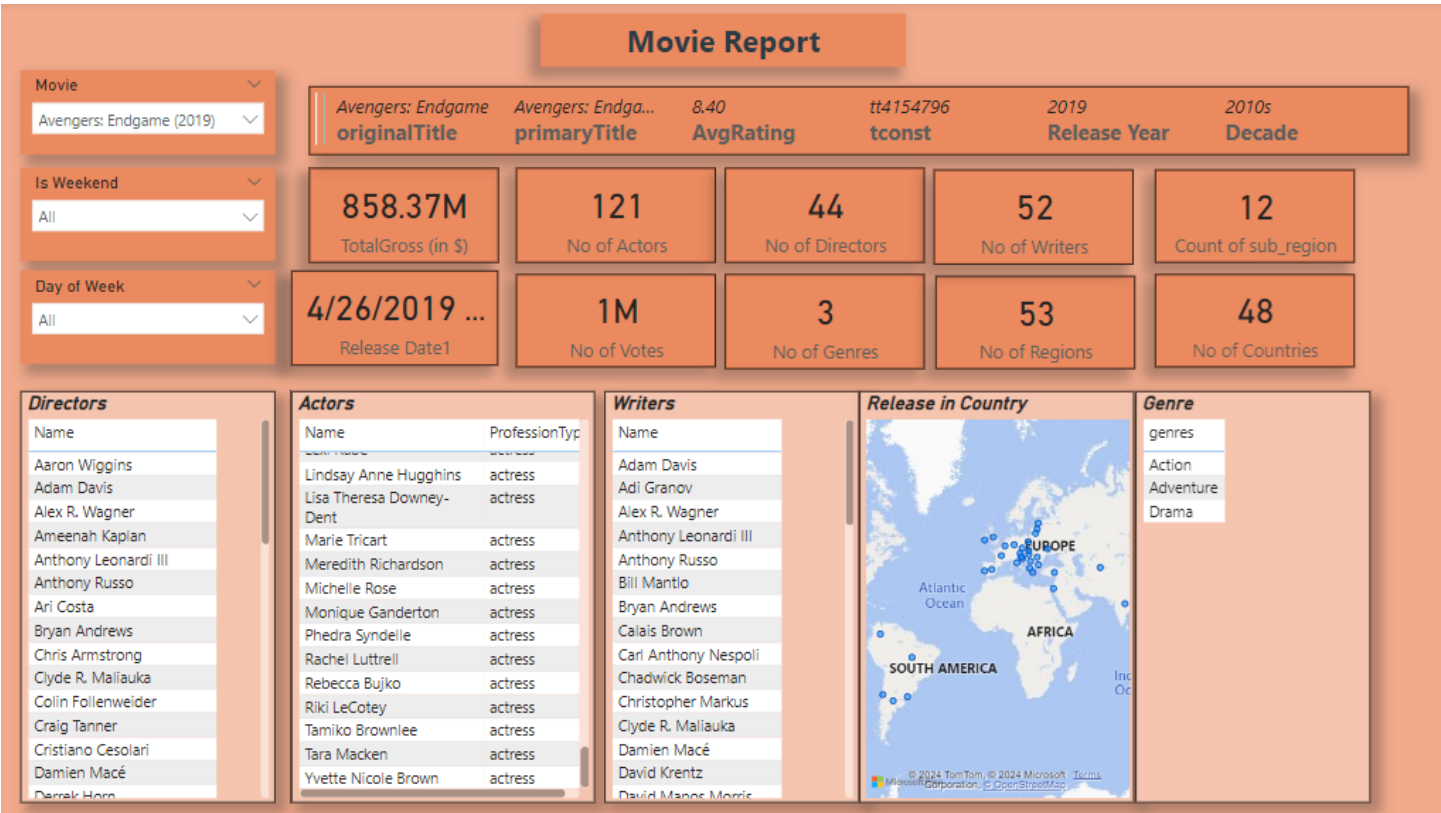 Movie Report
Movie
Avengers: Endgame (2019)
Avengers: Endgame Avengers: Endga... 8.40 tt4154796 2019 2010s
originalTitle primaryTitle AvgRating tconst Release Year Decade
Is Weekend
All
858.37M 121 44 52 12
TotalGross (in $) No of Actors No of Directors No of Writers Count of sub_region
Day of Week
All
4/26/2019 ... 1M 3 53 48
Release Date1 No of Votes No of Genres No of Regions No of Countries
Directors
Name
Aaron Wiggins
Adam Davis
Alex R. Wagner
Ameenah Kaplan
Anthony Leonardi III
Anthony Russo
Ari Costa
Bryan Andrews
Chris Armstrong
Clyde R. Maliauka
Colin Follenweider
Craig Tanner
Cristiano Cesolari
Damien Macé
Derrek Horn
Actors
Name ProfessionTyp
Lindsay Anne Hugghins actress
Lisa Theresa Downey- actress
Dent
Marie Tricart actress
Meredith Richardson actress
Michelle Rose actress
Monique Ganderton actress
Phedra Syndelle actress
Rachel Luttrell actress
Rebecca Bujko actress
Riki LeCotey actress
Tamiko Brownlee actress
Tara Macken actress
Yvette Nicole Brown actress
Writers
Name
Adam Davis
Adi Granov
Alex R. Wagner
Anthony Leonardi III
Anthony Russo
Bill Mantlo
Bryan Andrews
Calais Brown
Carl Anthony Nespoli
Chadwick Boseman
Christopher Markus
Clyde R. Maliauka
Damien Macé
David Krentz
David Manos Morris
Release in Country
EUROPE
Atlantic
Ocean
AFRICA
SOUTH AMERICA
Inc
Oc
© 2024 TomTom, © 2024 Microsoft Terms
Corporation, © OpenStreetMap
Genre
genres
Action
Adventure
Drama